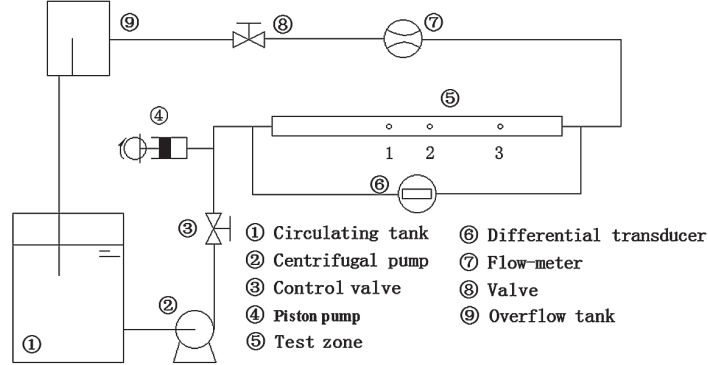 ⑨ ⑧ ⑦
④ ⑤
1 2 3
⑥
③
① Circulating tank
② Centrifugal pump
③ Control valve
④ Piston pump
⑤ Test zone
⑥ Differential transducer
⑦ Flow-meter
⑧ Valve
⑨ Overflow tank
②
①